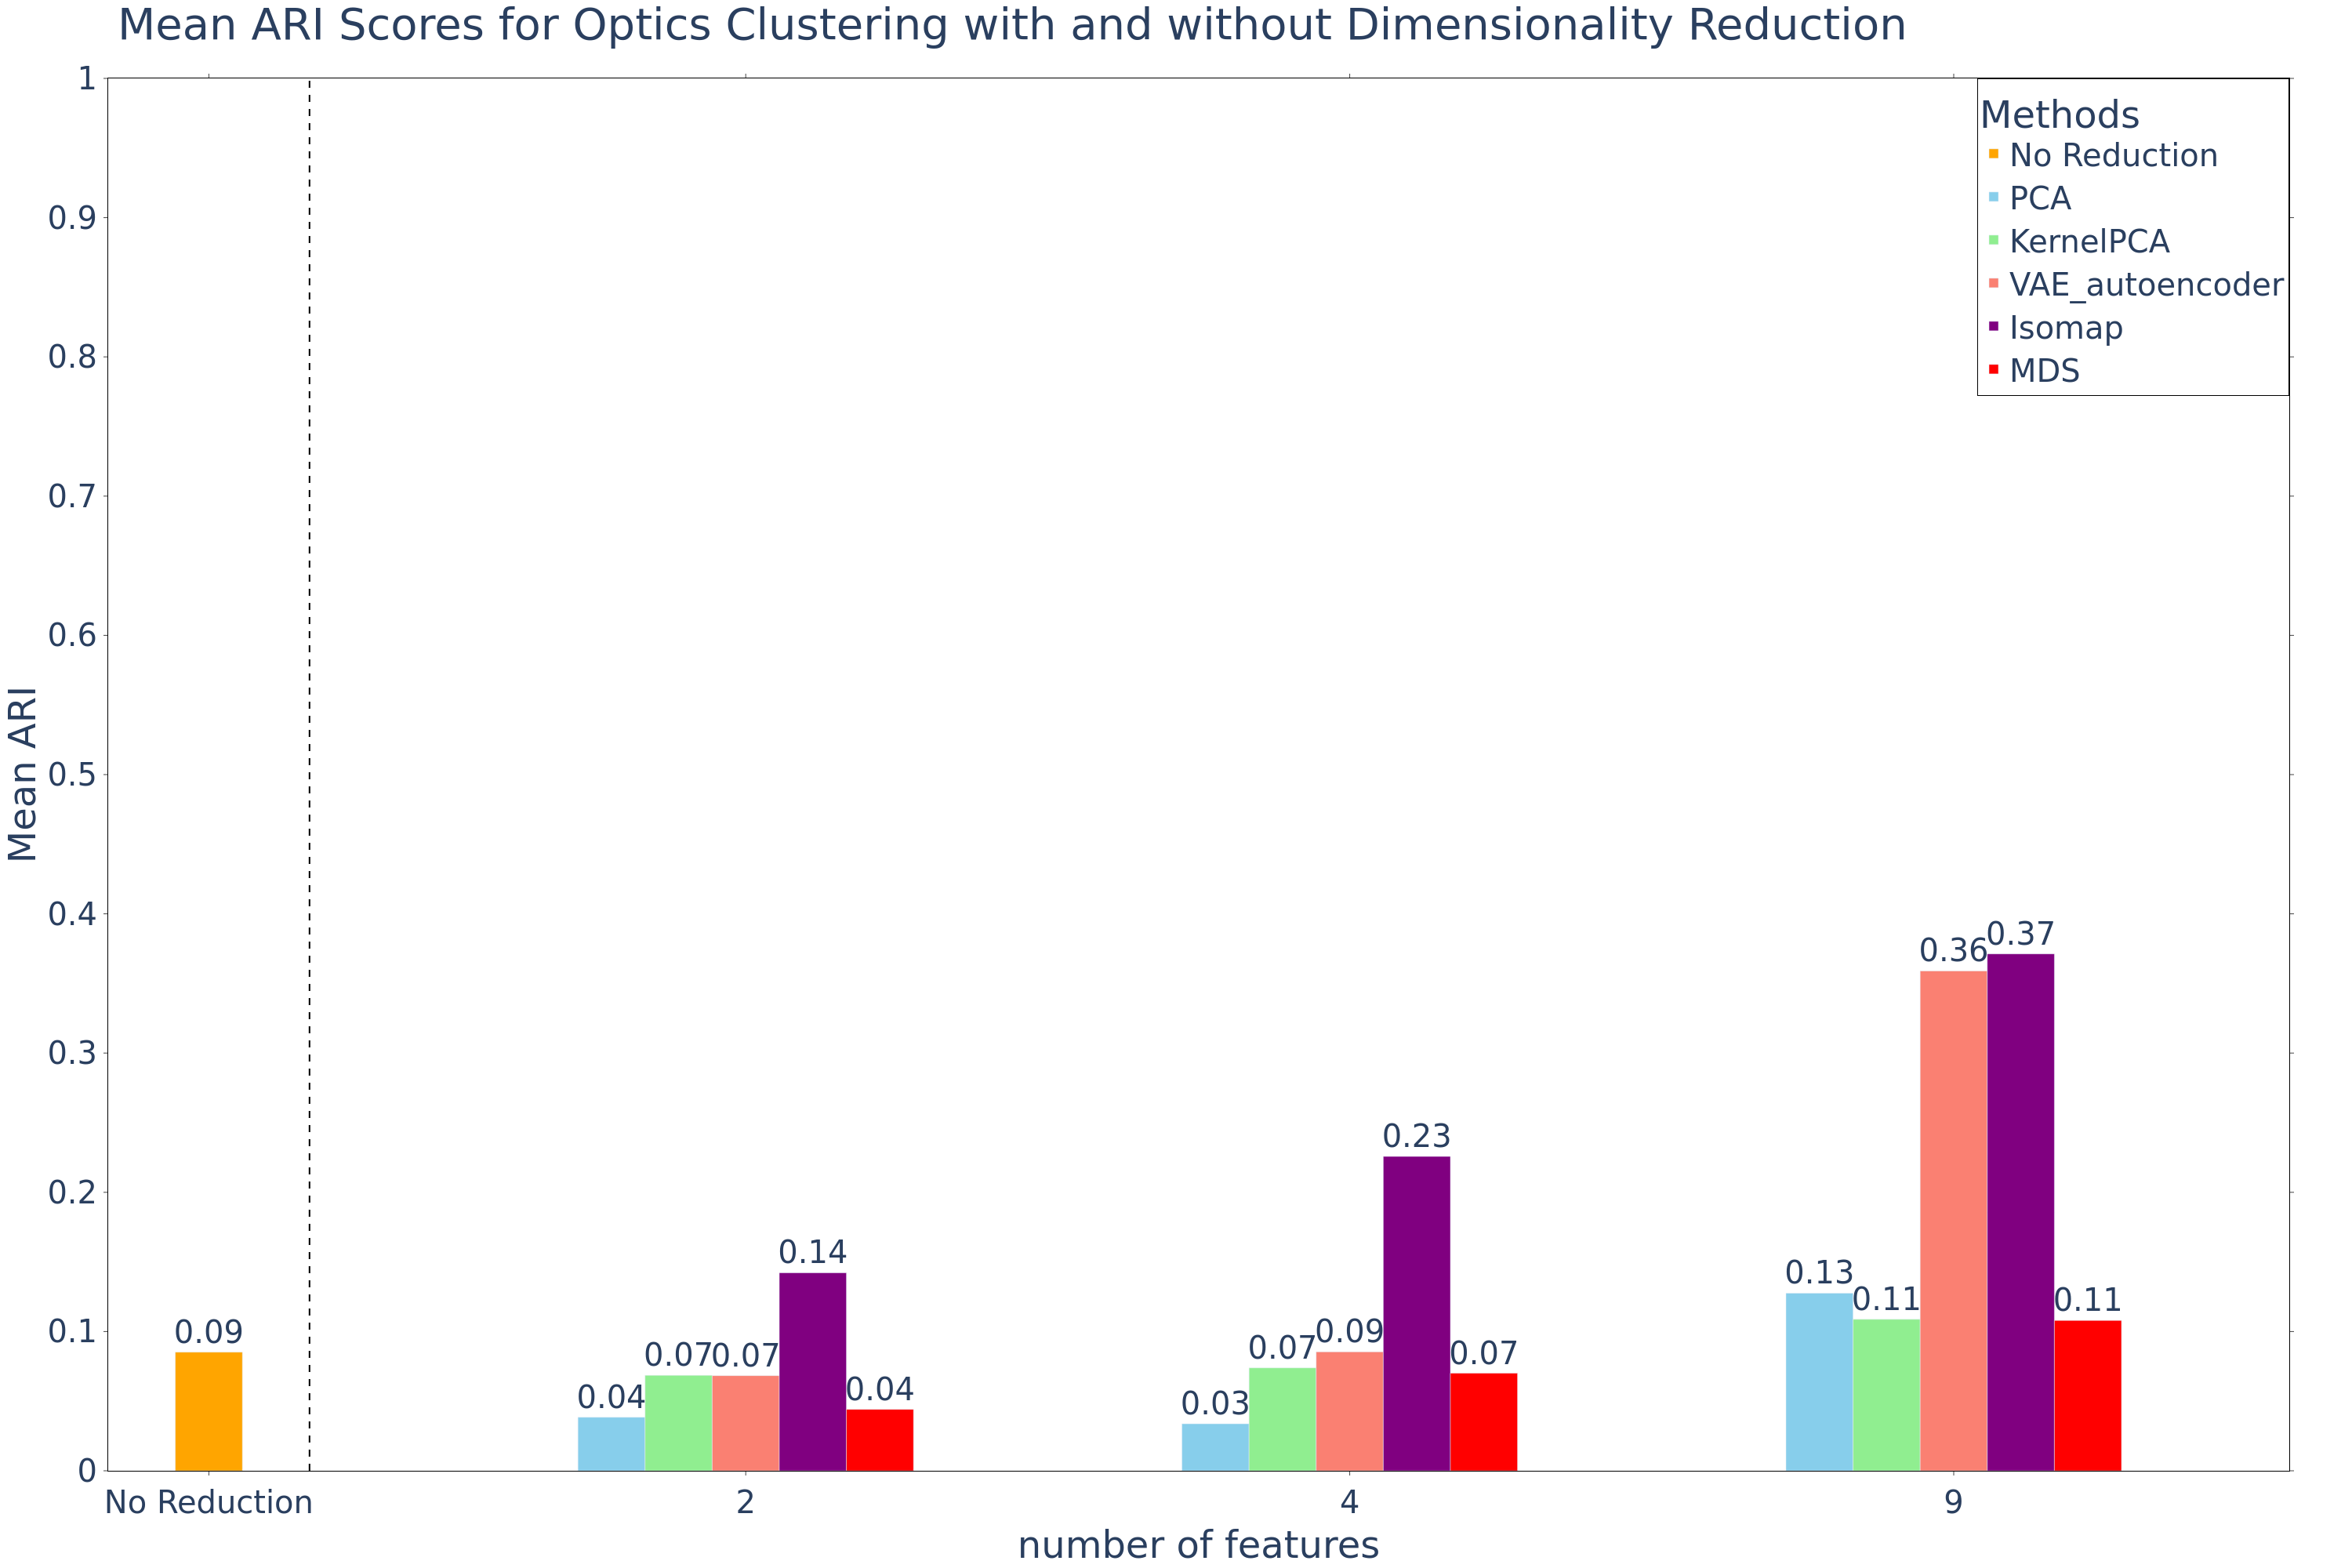 Mean ARI Scores for Optics Clustering with and without Dimensionality Reduction
Methods
No Reduction
PCA
KernelPCA
VAE_autoencoder
Isomap
MDS
Mean ARI
1
0.9
0.8
0.7
0.6
0.5
0.4
0.3
0.2
0.1
0
0.09
0.04
0.07
0.07
0.14
0.04
0.03
0.07
0.09
0.23
0.07
0.13
0.11
0.36
0.37
0.11
No Reduction
2
4
9
number of features